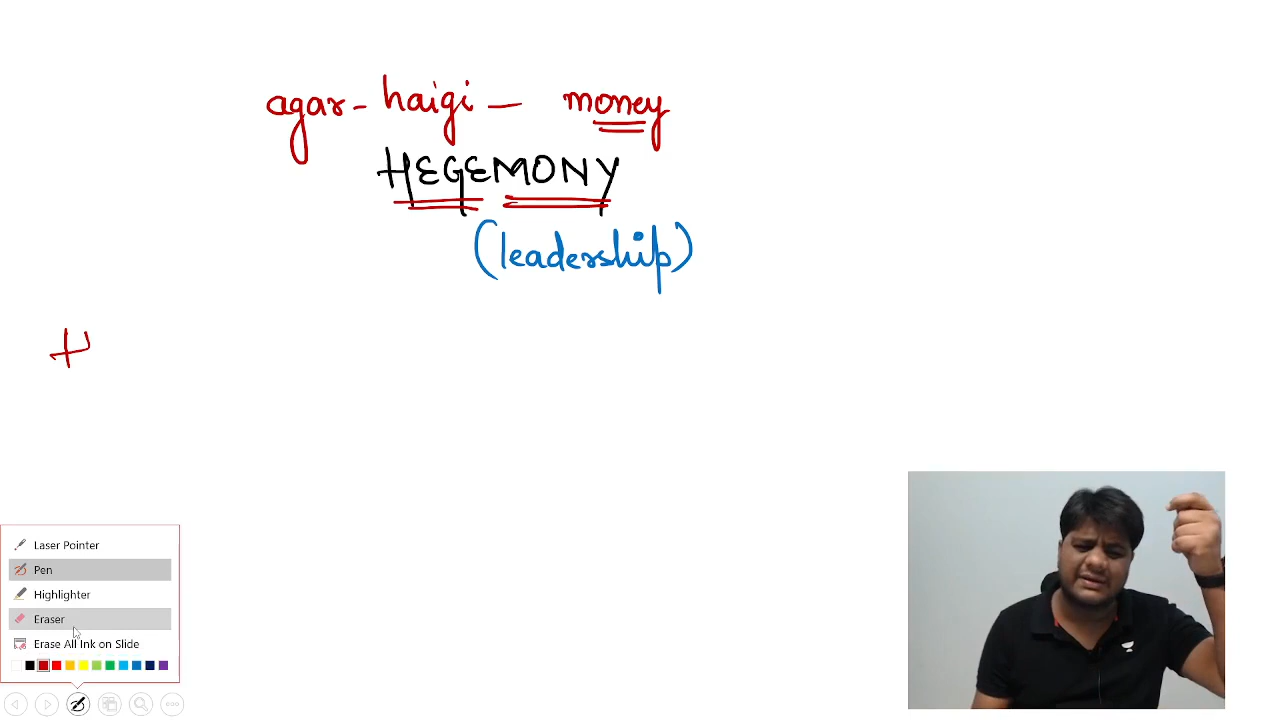 agar - haigi — money
HEGEMONY
(leadership)
Laser Pointer
Pen
Highlighter
Eraser
Erase All Ink on Slide